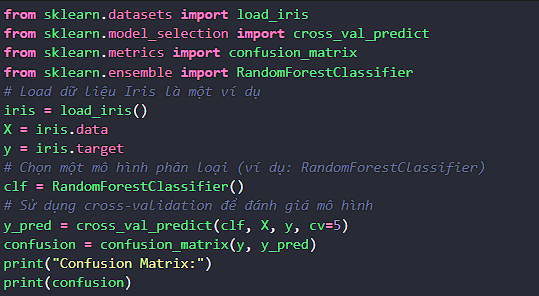 from sklearn.datasets import load_iris
from sklearn.model_selection import cross_val_predict
from sklearn.metrics import confusion_matrix
from sklearn.ensemble import RandomForestClassifier
# Load dữ liệu Iris là một ví dụ
iris = load_iris()
X = iris.data
y = iris.target
# Chọn một mô hình phân loại (ví dụ: RandomForestClassifier)
clf = RandomForestClassifier()
# Sử dụng cross-validation để đánh giá mô hình
y_pred = cross_val_predict(clf, X, y, cv=5)
confusion = confusion_matrix(y, y_pred)
print("Confusion Matrix:")
print(confusion)